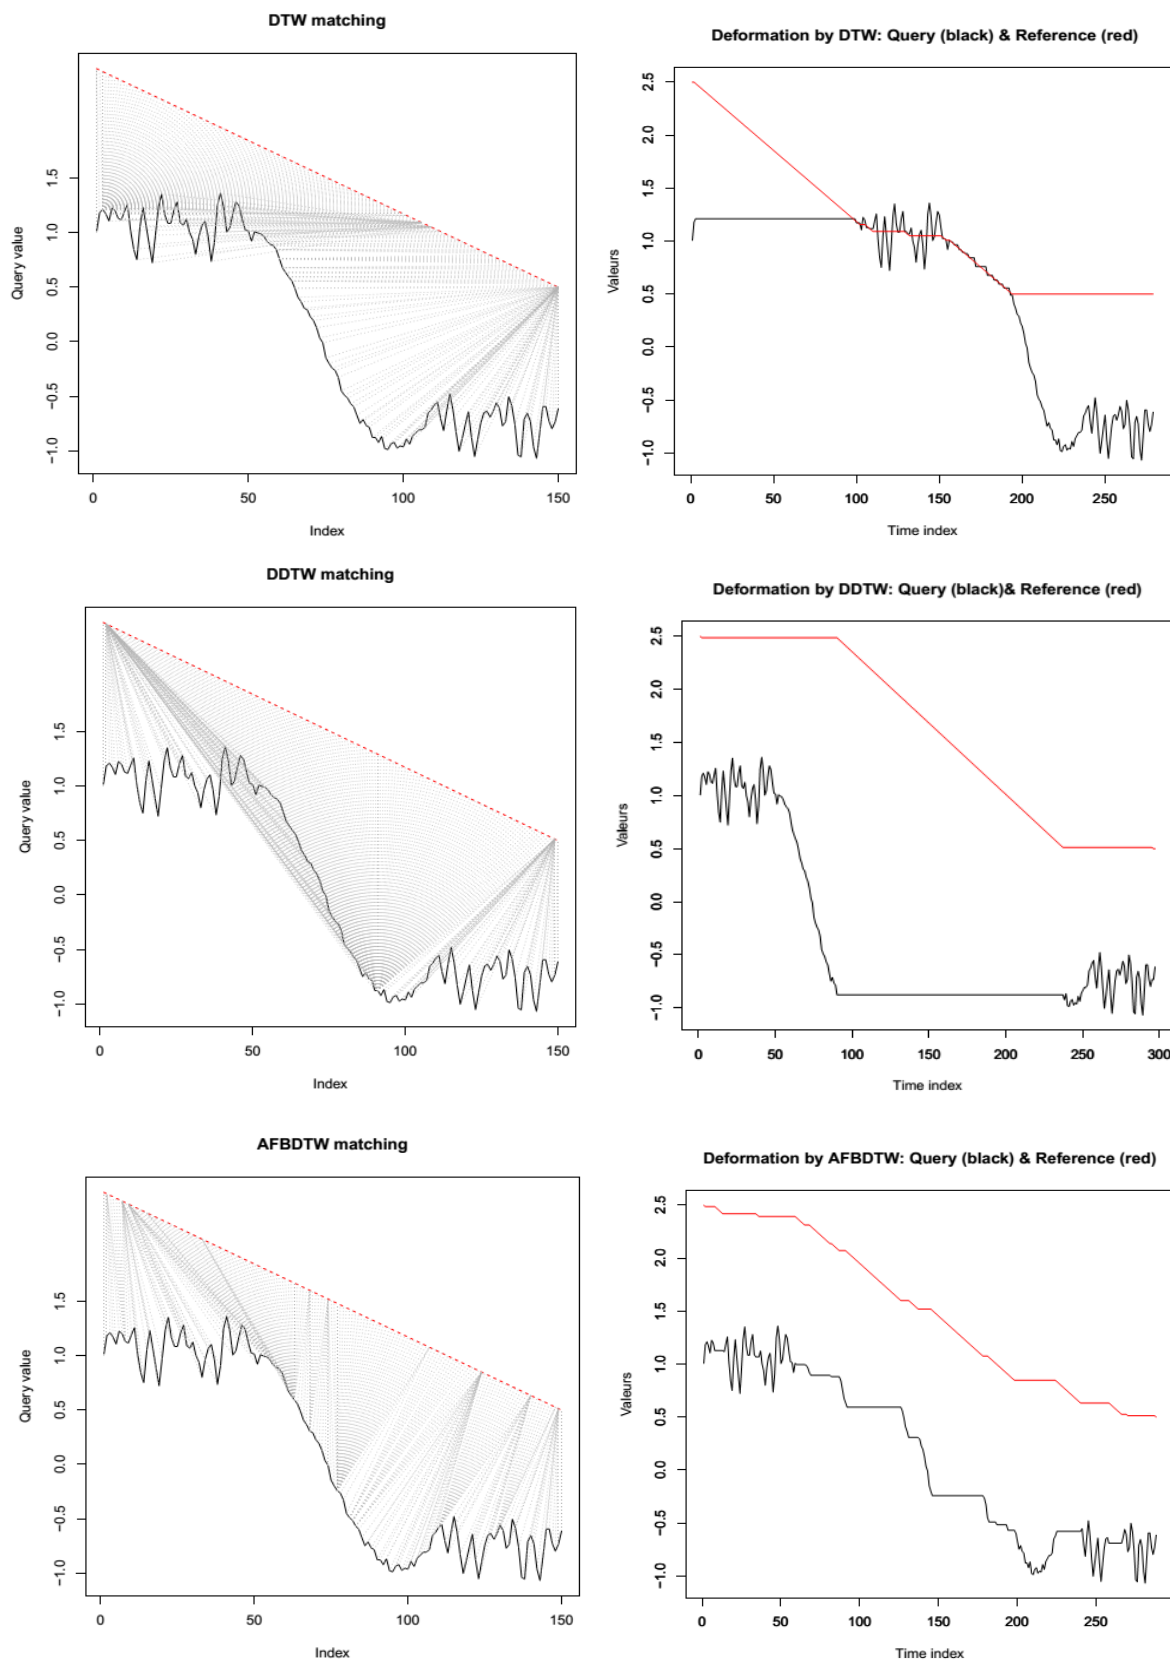 DTW matching
Deformation by DTW: Query (black) & Reference (red)
Query value
1.5
1.0
0.5
0.0
−0.5
−1.0
0 50 100 150
Index
Valeurs
2.5
2.0
1.5
1.0
0.5
0.0
−0.5
−1.0
0 50 100 150 200 250
Time index
DDTW matching
Deformation by DDTW: Query (black)& Reference (red)
Query value
1.5
1.0
0.5
0.0
−0.5
−1.0
0 50 100 150
Index
Valeurs
2.5
2.0
1.5
1.0
0.5
0.0
−0.5
−1.0
0 50 100 150 200 250 300
Time index
AFBDTW matching
Deformation by AFBDTW: Query (black) & Reference (red)
Query value
1.5
1.0
0.5
0.0
−0.5
−1.0
0 50 100 150
Index
Valeurs
2.5
2.0
1.5
1.0
0.5
0.0
−0.5
−1.0
0 50 100 150 200 250
Time index